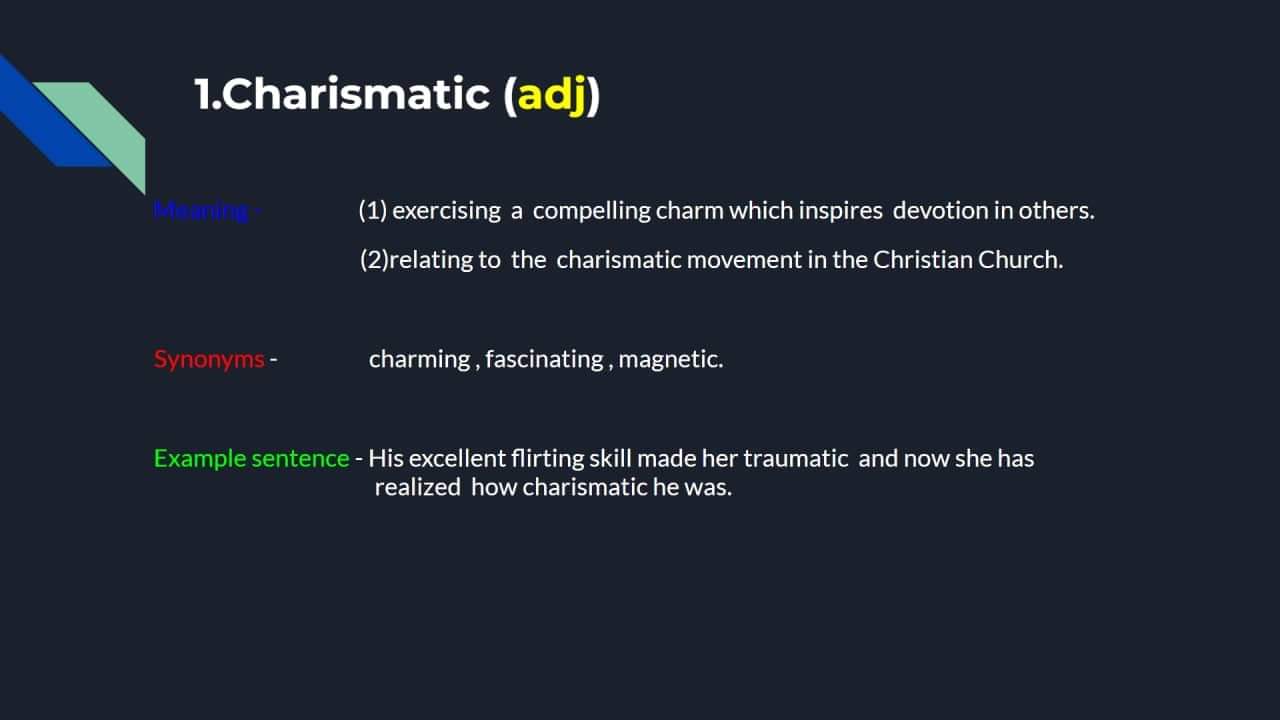 1.Charismatic (adj)
Meaning - (1) exercising a compelling charm which inspires devotion in others.
(2)relating to the charismatic movement in the Christian Church.
Synonyms - charming , fascinating , magnetic.
Example sentence - His excellent flirting skill made her traumatic and now she has
realized how charismatic he was.